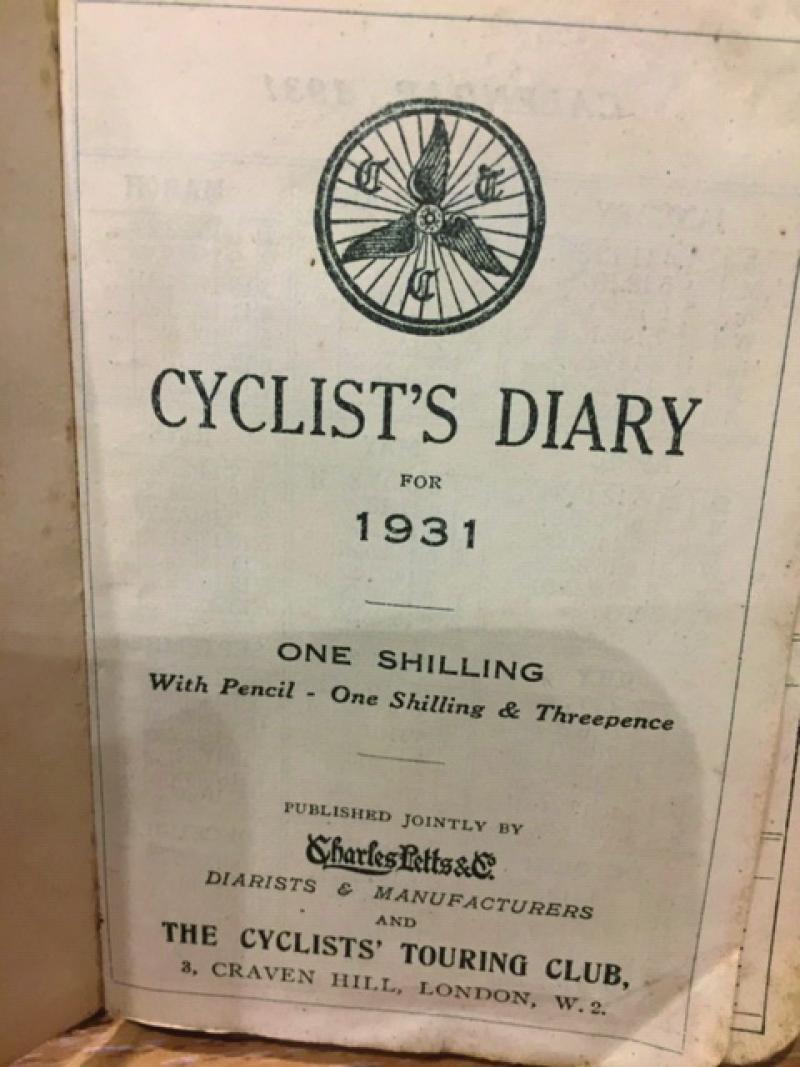 C T
C
CYCLIST'S DIARY
FOR
1931
ONE SHILLING
With Pencil - One Shilling & Threepence
PUBLISHED JOINTLY BY
Charles Letts & Co.
DIARISTS & MANUFACTURERS
AND
THE CYCLISTS' TOURING CLUB,
3, CRAVEN HILL, LONDON, W. 2.